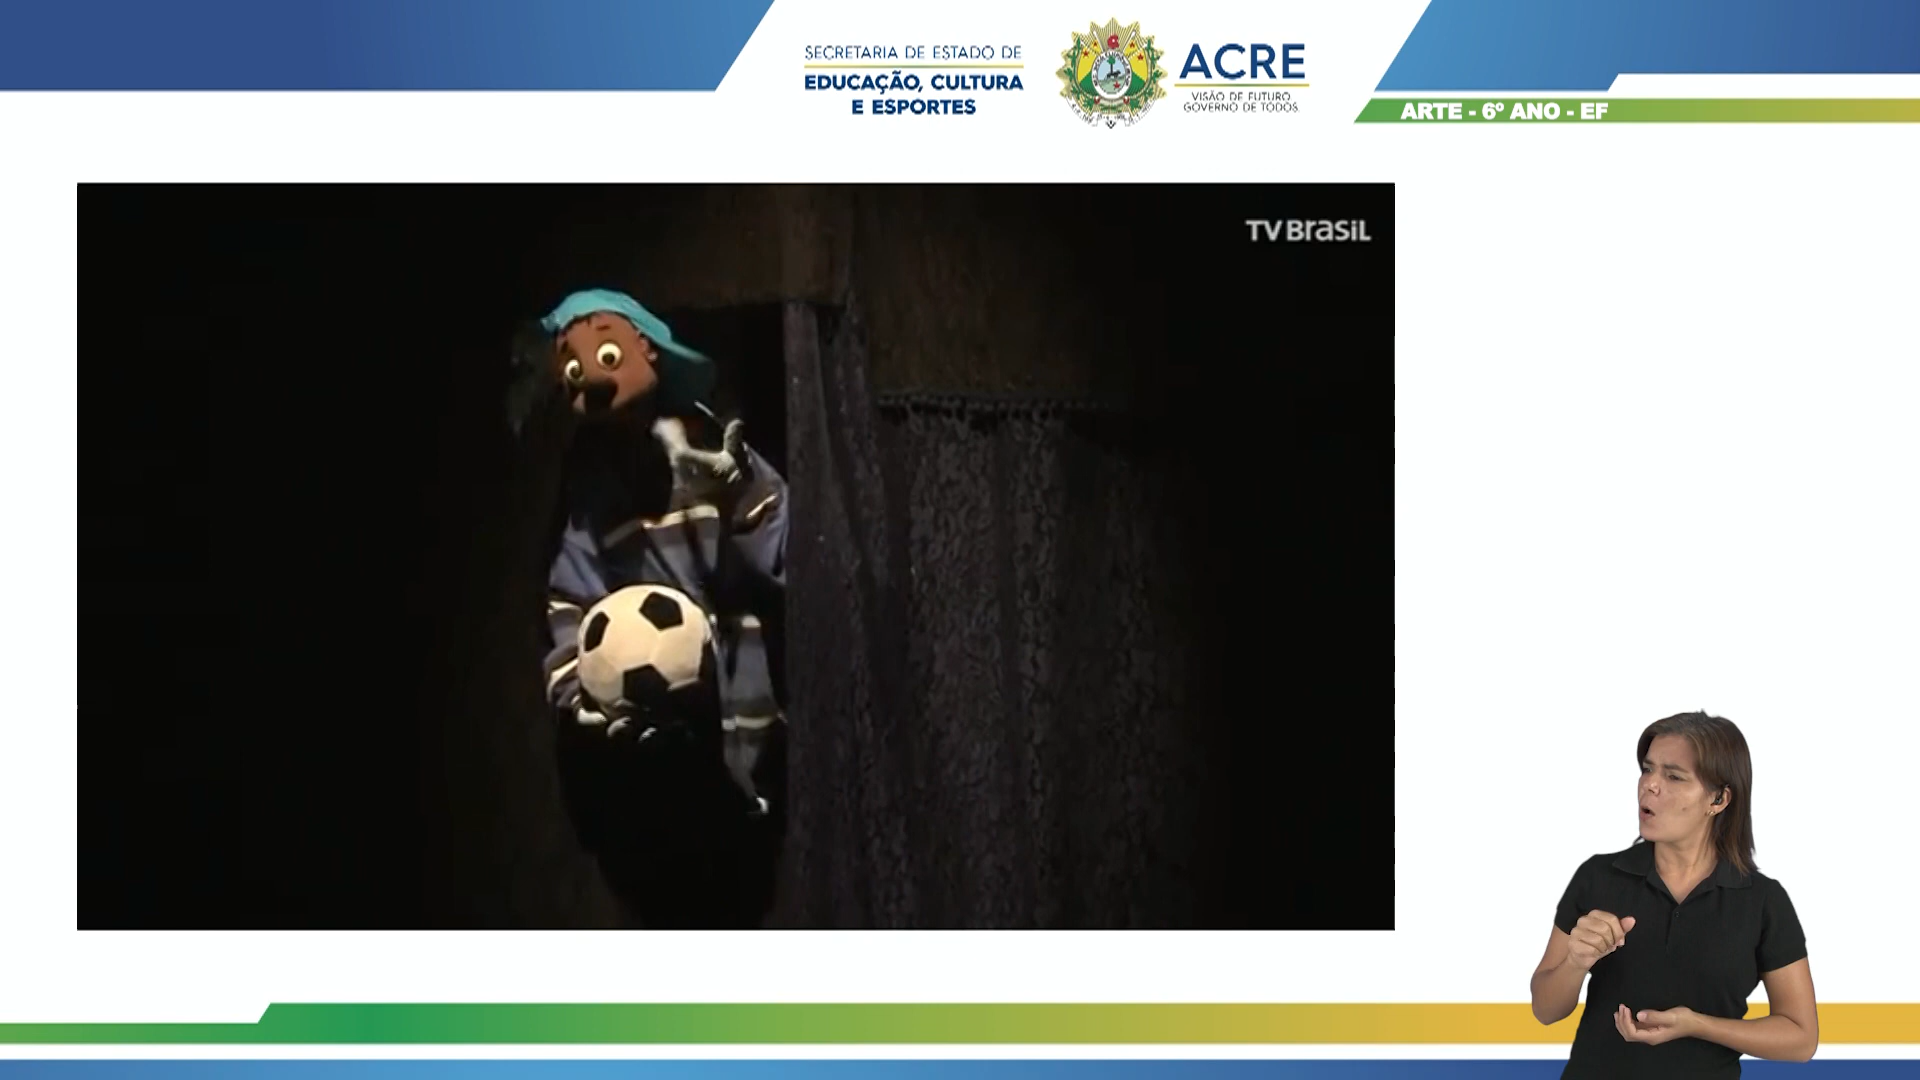 SECRETARIA DE ESTADO DE
EDUCAÇÃO, CULTURA
E ESPORTES
ACRE
VISÃO DE FUTURO.
GOVERNO DE TODOS.
ARTE - 6º ANO - EF
TV BRASIL